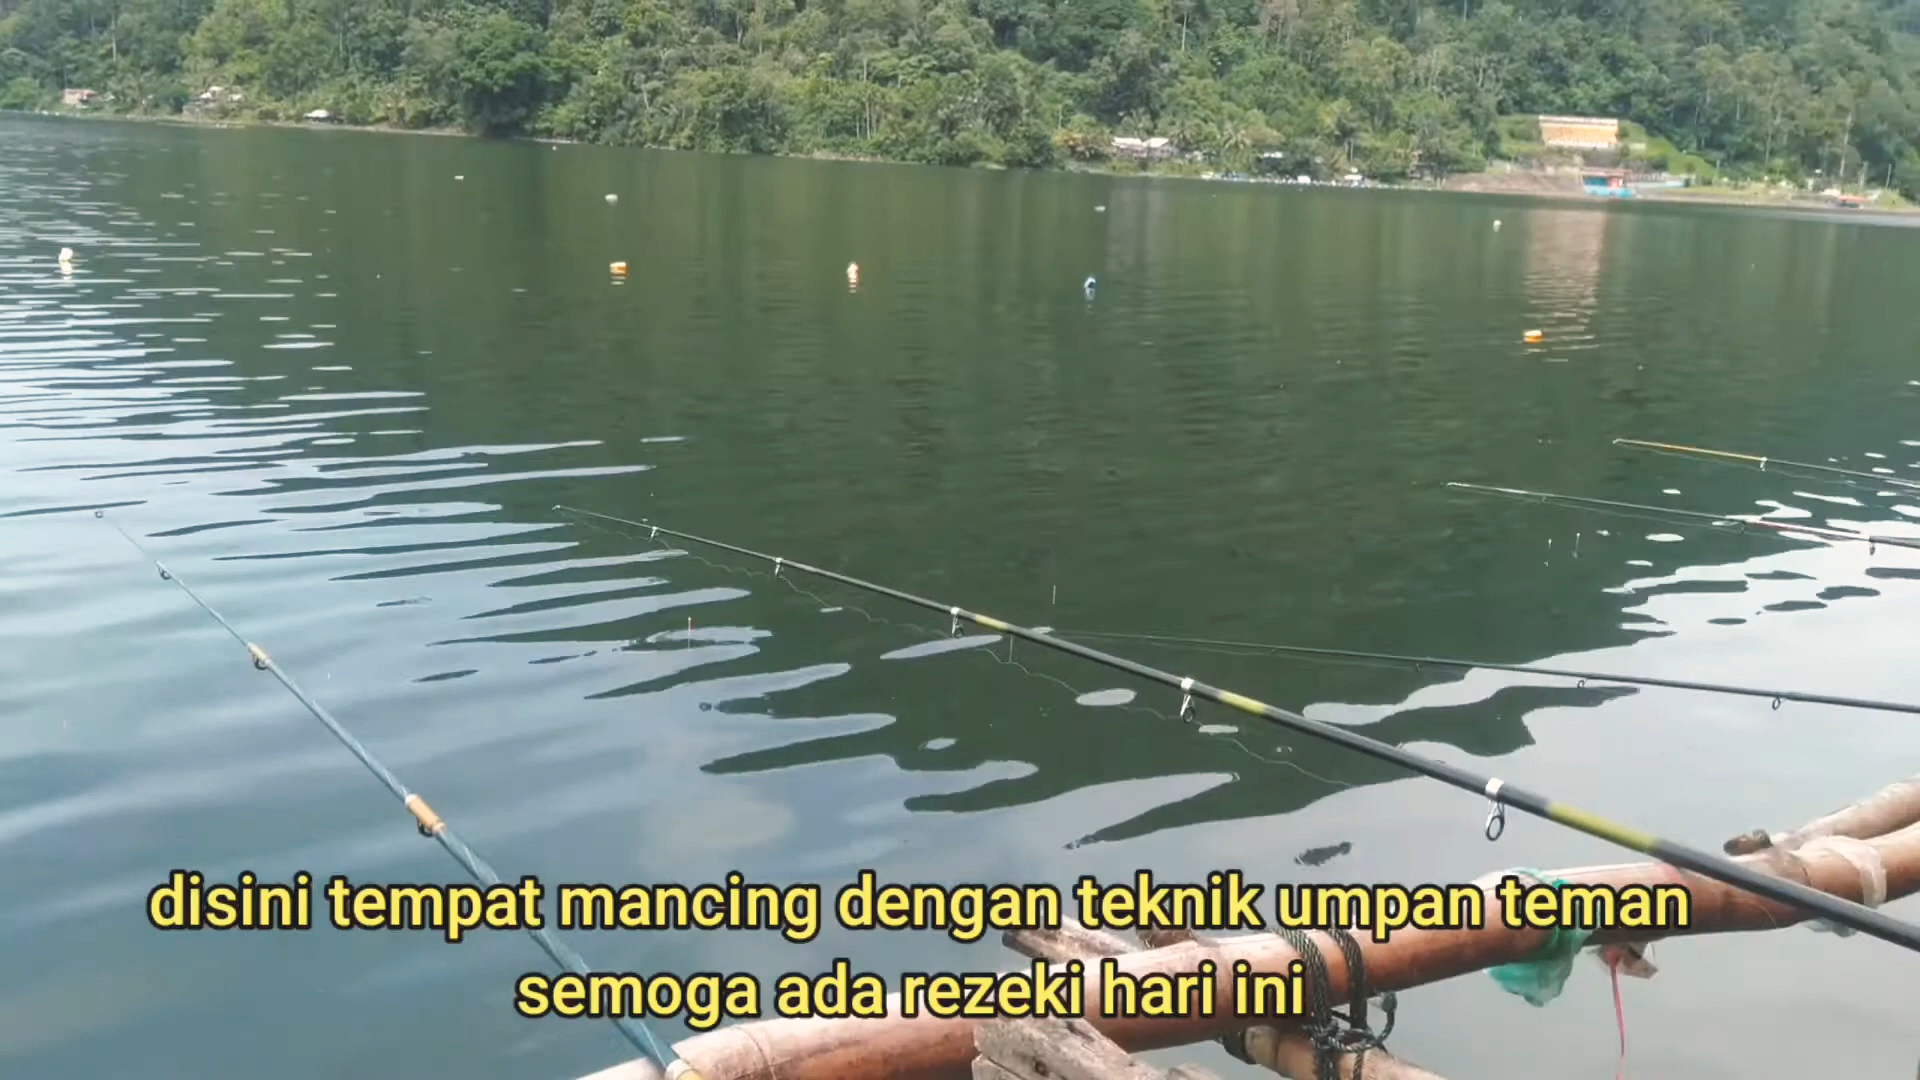 disini tempat mancing dengan teknik umpan teman
semoga ada rezeki hari ini